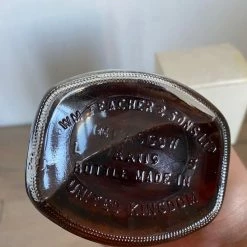 WM TEACHER & SONS LTD
GLASGOW
BOTTLE MADE IN
UNITED KINGDOM